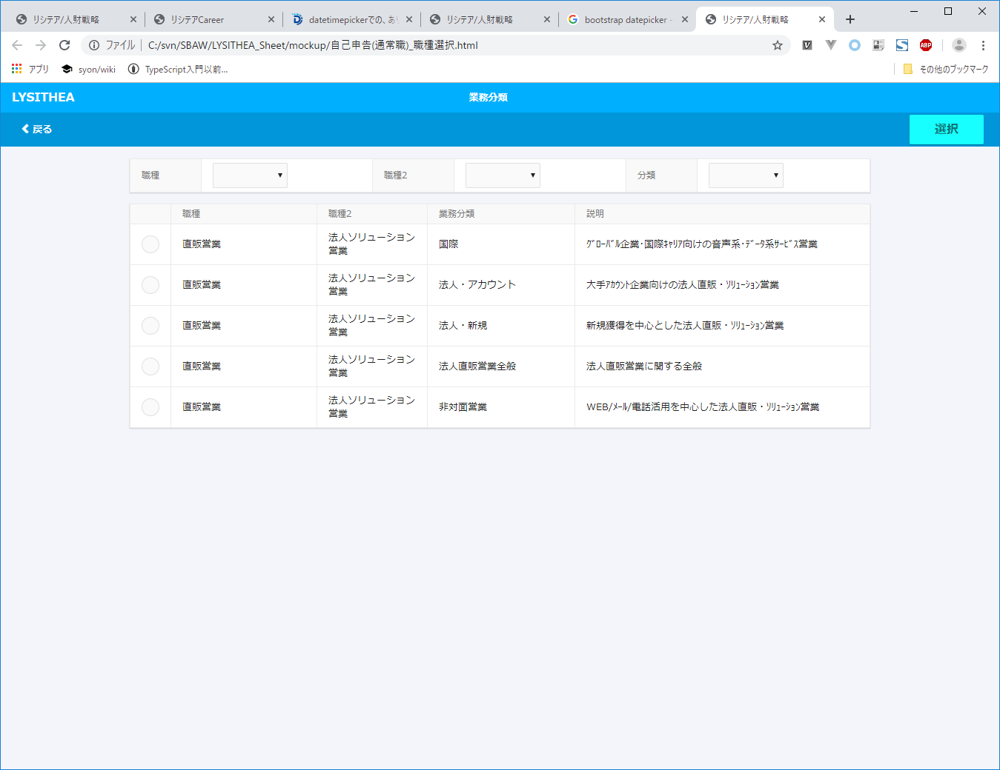 リシテア/人財戦略
リシテアCareer
datetimepickerでの、あ
リシテア/人財戦略
bootstrap datepicker -
リシテア/人財戦略
ファイル C:/svn/SBAW/LYSITHEA_Sheet/mockup/自己申告(通常職)_職種選択.html
ABP
アプリ syon/wiki TypeScript入門以前... その他のブックマーク
LYSITHEA 業務分類
戻る 選択
職種 職種2 分類
職種 職種2 業務分類 説明
直販営業 法人ソリューション営業 国際 ｸﾞﾛｰﾊﾞﾙ企業･国際ｷｬﾘｱ向けの音声系･ﾃﾞｰﾀ系ｻｰﾋﾞｽ営業
直販営業 法人ソリューション営業 法人・アカウント 大手ｱｶｳﾝﾄ企業向けの法人直販・ｿﾘｭｰｼｮﾝ営業
直販営業 法人ソリューション営業 法人・新規 新規獲得を中心とした法人直販・ｿﾘｭｰｼｮﾝ営業
直販営業 法人ソリューション営業 法人直販営業全般 法人直販営業に関する全般
直販営業 法人ソリューション営業 非対面営業 WEB/ﾒｰﾙ/電話活用を中心した法人直販・ｿﾘｭｰｼｮﾝ営業